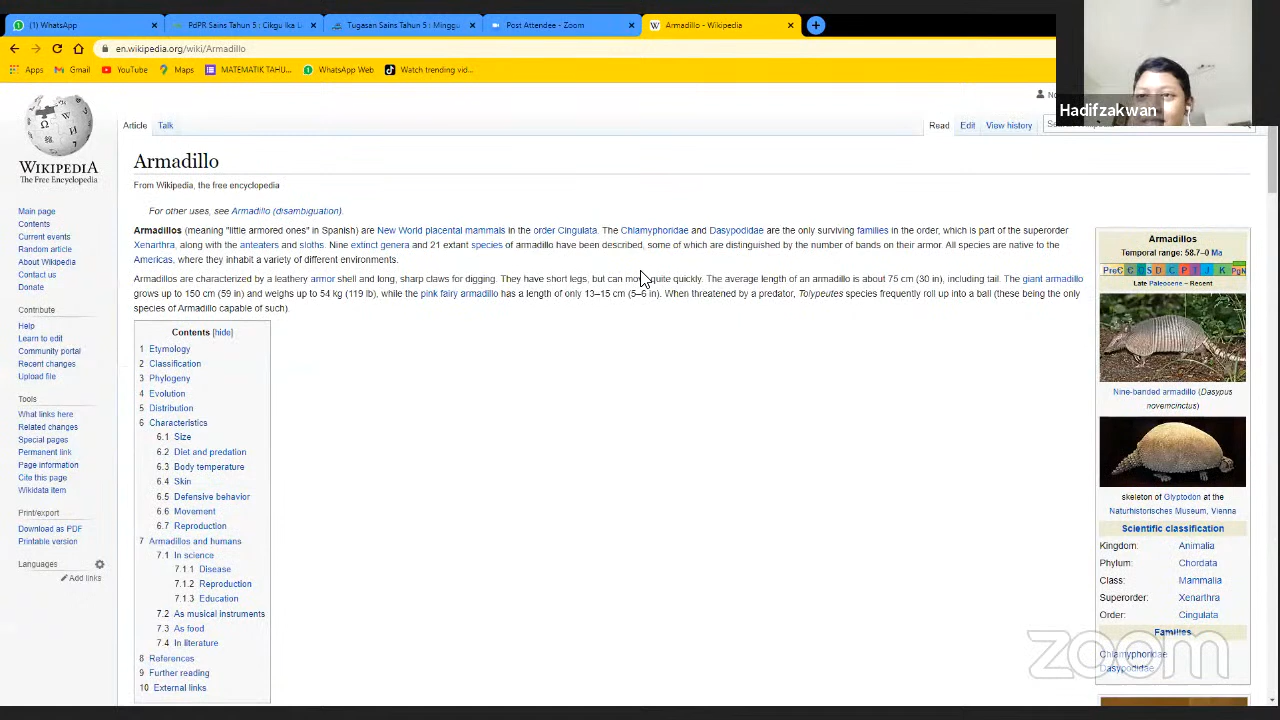 (1) WhatsApp
PdPR Sains Tahun 5 : Cikgu Ika L
Tugasan Sains Tahun 5 : Minggu
Post Attendee - Zoom
Armadillo - Wikipedia
en.wikipedia.org/wiki/Armadillo
Apps Gmail YouTube Maps MATEMATIK TAHU... WhatsApp Web Watch trending vid...
Hadifzakwan
Article Talk
Read Edit View history
WIKIPEDIA
The Free Encyclopedia
Main page
Contents
Current events
Random article
About Wikipedia
Contact us
Donate
Contribute
Help
Learn to edit
Community portal
Recent changes
Upload file
Tools
What links here
Related changes
Special pages
Permanent link
Page information
Cite this page
Wikidata item
Print/export
Download as PDF
Printable version
Languages
Add links
Armadillo
From Wikipedia, the free encyclopedia
For other uses, see Armadillo (disambiguation).
Armadillos (meaning "little armored ones" in Spanish) are New World placental mammals in the order Cingulata. The Chlamyphoridae and Dasypodidae are the only surviving families in the order, which is part of the superorder
Xenarthra, along with the anteaters and sloths. Nine extinct genera and 21 extant species of armadillo have been described, some of which are distinguished by the number of bands on their armor. All species are native to the
Americas, where they inhabit a variety of different environments.
Armadillos are characterized by a leathery armor shell and long, sharp claws for digging. They have short legs, but can move quite quickly. The average length of an armadillo is about 75 cm (30 in), including tail. The giant armadillo
grows up to 150 cm (59 in) and weighs up to 54 kg (119 lb), while the pink fairy armadillo has a length of only 13–15 cm (5–6 in). When threatened by a predator, Tolypeutes species frequently roll up into a ball (these being the only
species of Armadillo capable of such).
Contents [hide]
1 Etymology
2 Classification
3 Phylogeny
4 Evolution
5 Distribution
6 Characteristics
6.1 Size
6.2 Diet and predation
6.3 Body temperature
6.4 Skin
6.5 Defensive behavior
6.6 Movement
6.7 Reproduction
7 Armadillos and humans
7.1 In science
7.1.1 Disease
7.1.2 Reproduction
7.1.3 Education
7.2 As musical instruments
7.3 As food
7.4 In literature
8 References
9 Further reading
10 External links
Armadillos
Temporal range: 58.7–0 Ma
PreЄ Є O S D C P T J K PgN
Late Paleocene – Recent
Nine-banded armadillo (Dasypus
novemcinctus)
skeleton of Glyptodon at the
Naturhistorisches Museum, Vienna
Scientific classification
Kingdom: Animalia
Phylum: Chordata
Class: Mammalia
Superorder: Xenarthra
Order: Cingulata
Families
Chlamyphoridae
Dasypodidae
zoom